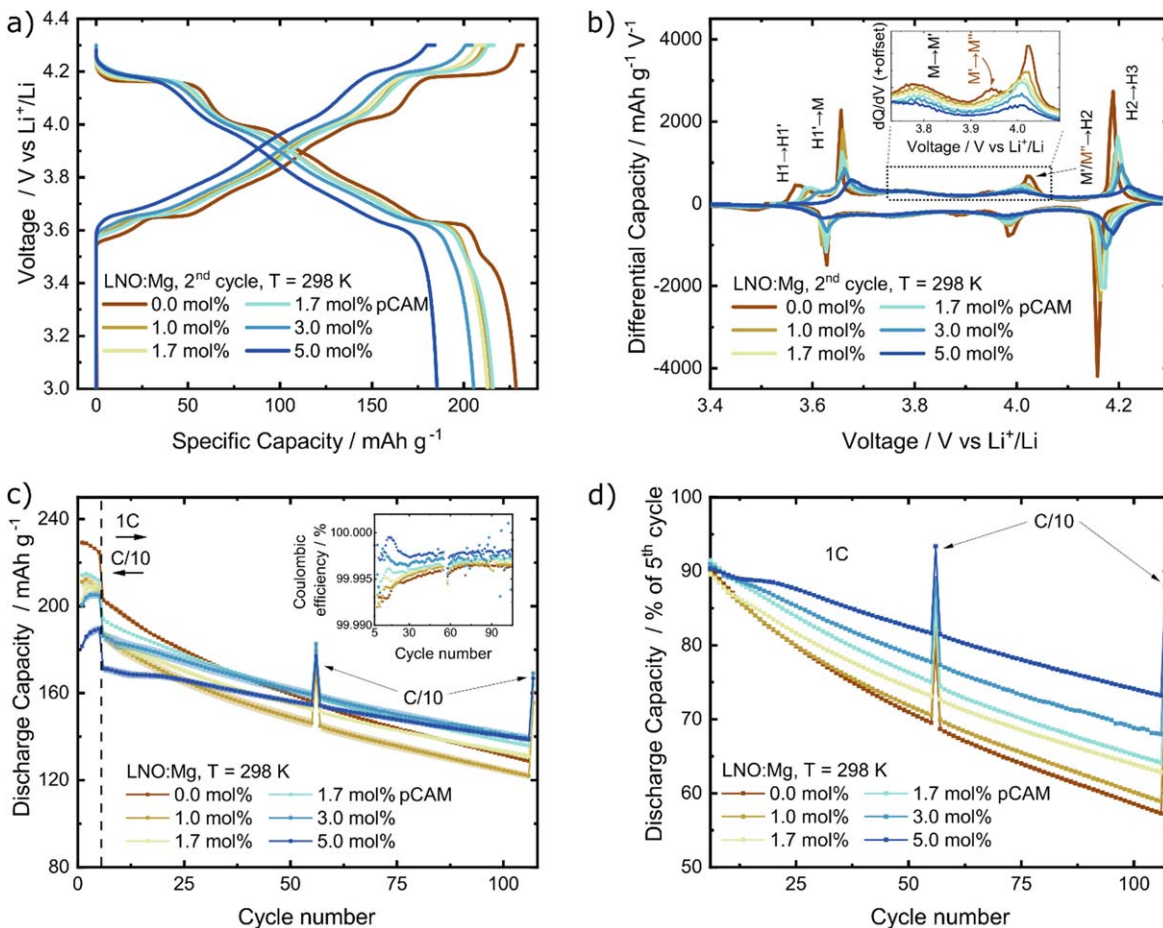 a)
4.2
4.0
3.8
3.6
3.4
3.2
3.0
Voltage / V vs Li⁺/Li
LNO:Mg, 2ⁿᵈ cycle, T = 298 K
0.0 mol% 1.7 mol% pCAM
1.0 mol% 3.0 mol%
1.7 mol% 5.0 mol%
0 50 100 150 200
Specific Capacity / mAh g⁻¹
b)
4000
2000
0
-2000
-4000
Differential Capacity / mAh g⁻¹ V⁻¹
dQ/dV (+offset)
M→M'
M'→M''
3.8 3.9 4.0
Voltage / V vs Li⁺/Li
H1→H1'
H1'→M
M'/M''→H2
H2→H3
LNO:Mg, 2ⁿᵈ cycle, T = 298 K
0.0 mol% 1.7 mol% pCAM
1.0 mol% 3.0 mol%
1.7 mol% 5.0 mol%
3.4 3.6 3.8 4.0 4.2
Voltage / V vs Li⁺/Li
c)
240
200
160
120
80
Discharge Capacity / mAh g⁻¹
1C
C/10
Coulombic
efficiency / %
100.000
99.995
99.990
5 30 60 90
Cycle number
C/10
LNO:Mg, T = 298 K
0.0 mol% 1.7 mol% pCAM
1.0 mol% 3.0 mol%
1.7 mol% 5.0 mol%
0 25 50 75 100
Cycle number
d)
100
90
80
70
60
50
Discharge Capacity / % of 5ᵗʰ cycle
1C
C/10
LNO:Mg, T = 298 K
0.0 mol% 1.7 mol% pCAM
1.0 mol% 3.0 mol%
1.7 mol% 5.0 mol%
25 50 75 100
Cycle number